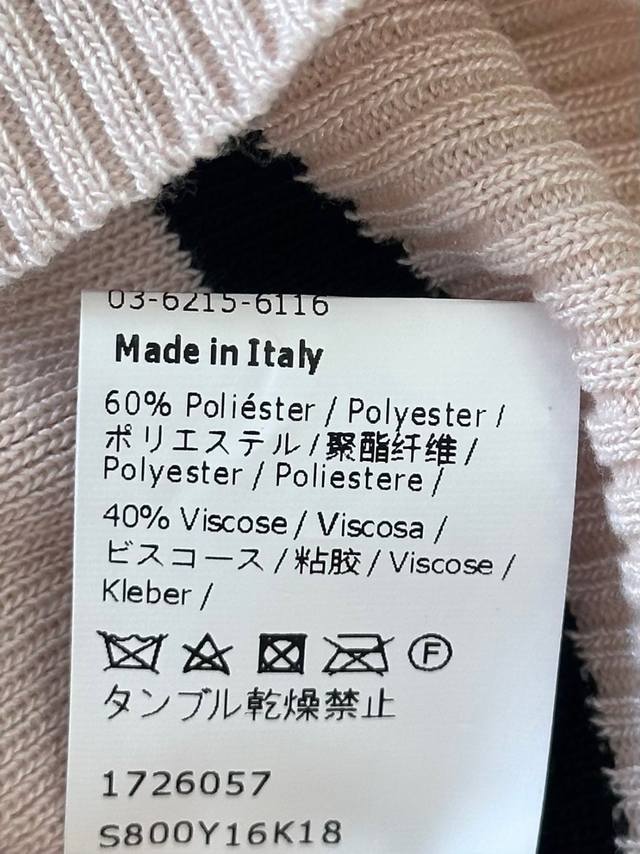 03-6215-6116
Made in Italy
60% Poliéster / Polyester /
ポリエステル / 聚酯纤维 /
Polyester / Poliestere /
40% Viscose / Viscosa /
ビスコース / 粘胶 / Viscose /
Kleber /
F
タンブル乾燥禁止
1726057
S800Y16K18